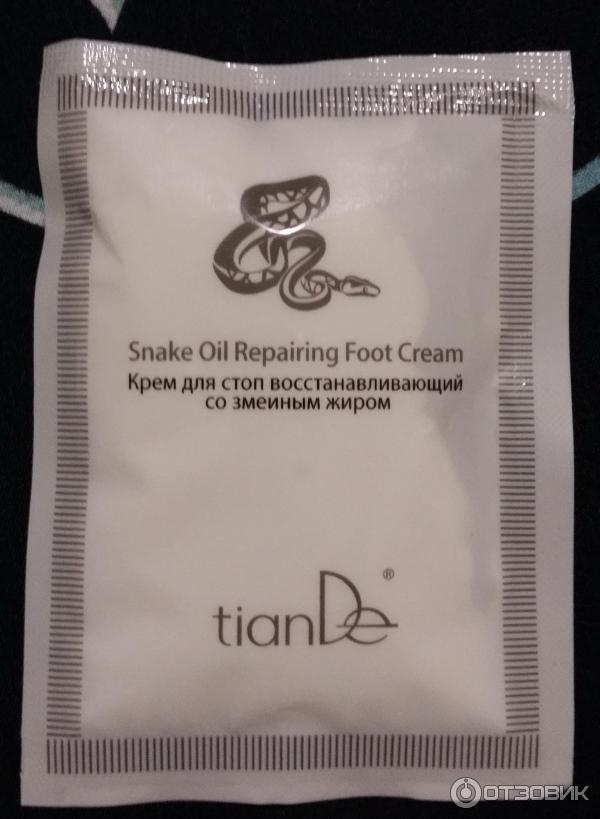 Snake Oil Repairing Foot Cream
Крем для стоп восстанавливающий
со змеиным жиром
tianDe®
ОТЗОВИК